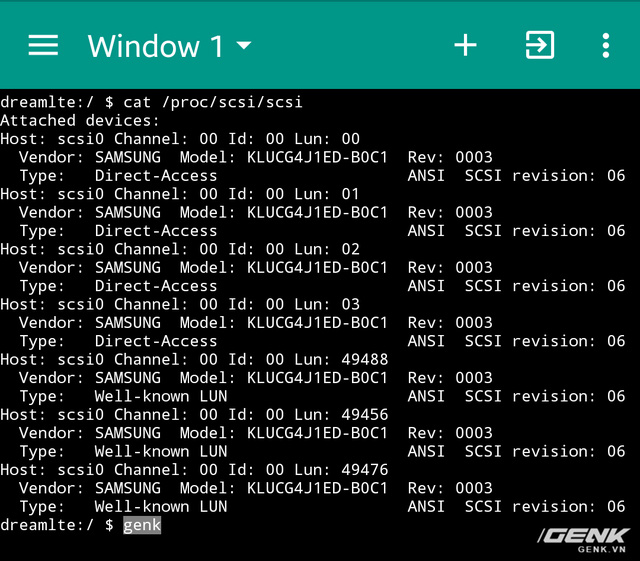 Window 1
dreamlte:/ $ cat /proc/scsi/scsi
Attached devices:
Host: scsi0 Channel: 00 Id: 00 Lun: 00
  Vendor: SAMSUNG  Model: KLUCG4J1ED-B0C1  Rev: 0003
  Type:   Direct-Access                    ANSI  SCSI revision: 06
Host: scsi0 Channel: 00 Id: 00 Lun: 01
  Vendor: SAMSUNG  Model: KLUCG4J1ED-B0C1  Rev: 0003
  Type:   Direct-Access                    ANSI  SCSI revision: 06
Host: scsi0 Channel: 00 Id: 00 Lun: 02
  Vendor: SAMSUNG  Model: KLUCG4J1ED-B0C1  Rev: 0003
  Type:   Direct-Access                    ANSI  SCSI revision: 06
Host: scsi0 Channel: 00 Id: 00 Lun: 03
  Vendor: SAMSUNG  Model: KLUCG4J1ED-B0C1  Rev: 0003
  Type:   Direct-Access                    ANSI  SCSI revision: 06
Host: scsi0 Channel: 00 Id: 00 Lun: 49488
  Vendor: SAMSUNG  Model: KLUCG4J1ED-B0C1  Rev: 0003
  Type:   Well-known LUN                   ANSI  SCSI revision: 06
Host: scsi0 Channel: 00 Id: 00 Lun: 49456
  Vendor: SAMSUNG  Model: KLUCG4J1ED-B0C1  Rev: 0003
  Type:   Well-known LUN                   ANSI  SCSI revision: 06
Host: scsi0 Channel: 00 Id: 00 Lun: 49476
  Vendor: SAMSUNG  Model: KLUCG4J1ED-B0C1  Rev: 0003
  Type:   Well-known LUN                   ANSI  SCSI revision: 06
dreamlte:/ $ genk
/GENK
GENK.VN